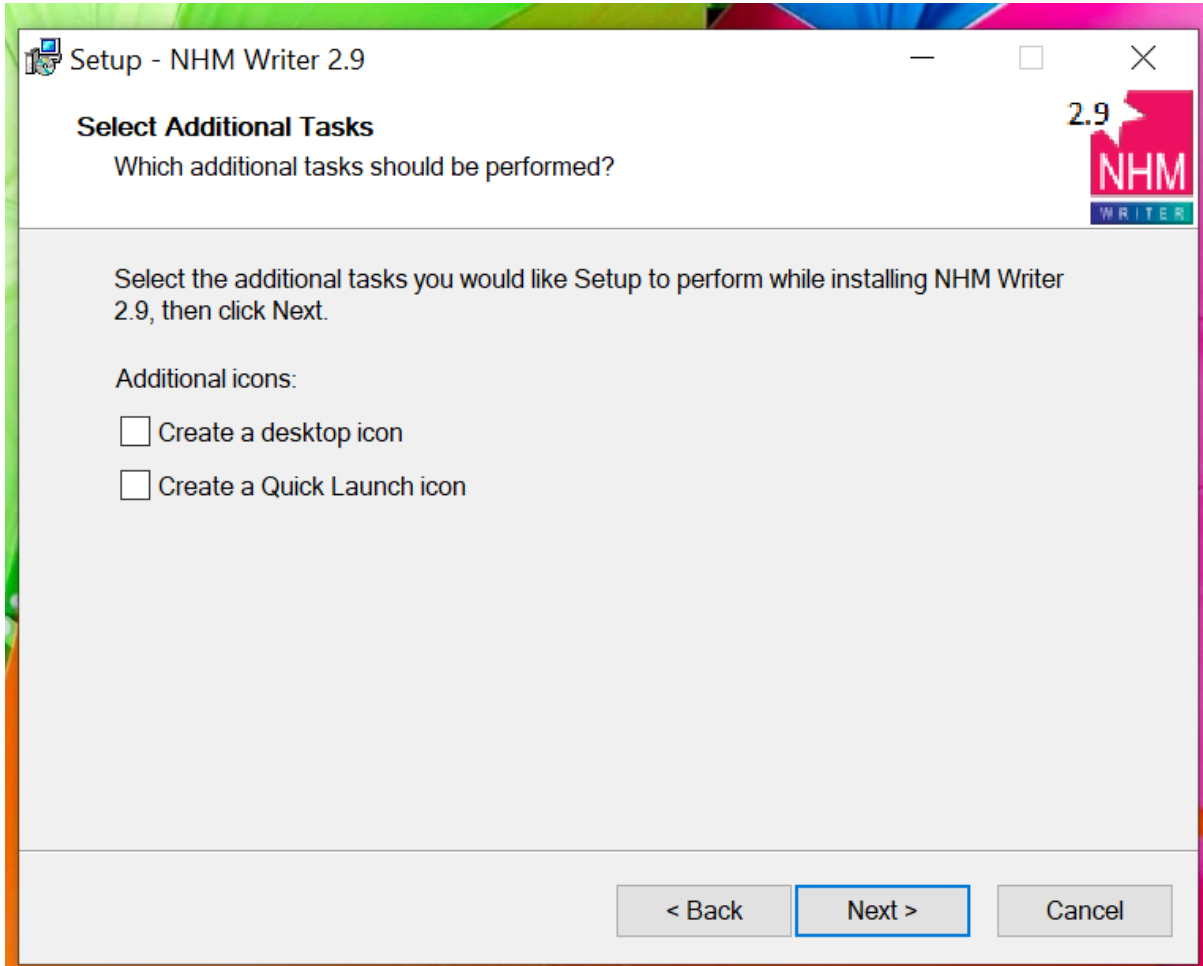 Setup - NHM Writer 2.9
Select Additional Tasks
Which additional tasks should be performed?
2.9
NHM
WRITER
Select the additional tasks you would like Setup to perform while installing NHM Writer
2.9, then click Next.
Additional icons:
Create a desktop icon
Create a Quick Launch icon
< Back
Next >
Cancel